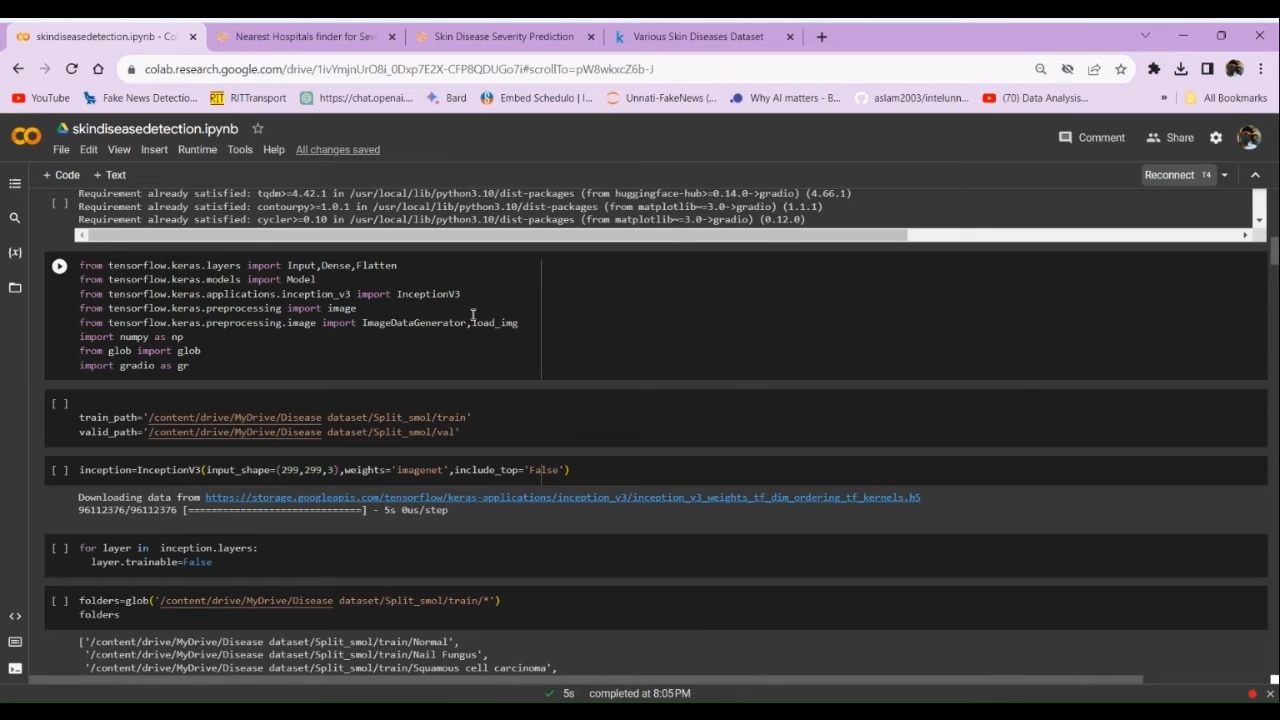 skindiseasedetection.ipynb - Col
Nearest Hospitals finder for Seve
Skin Disease Severity Prediction
Various Skin Diseases Dataset
colab.research.google.com/drive/1ivYmjnUrO8i_0Dxp7E2X-CFP8QDUGo7i#scrollTo=pW8wkxcZ6b-J
YouTube
Fake News Detectio...
RITTransport
https://chat.openai....
Bard
Embed Schedulo | I...
Unnati-FakeNews (...
Why AI matters - B...
aslam2003/intelunn...
(70) Data Analysis...
»
All Bookmarks
skindiseasedetection.ipynb
File Edit View Insert Runtime Tools Help All changes saved
Comment
Share
+ Code + Text
Reconnect T4
Requirement already satisfied: tqdm>=4.42.1 in /usr/local/lib/python3.10/dist-packages (from huggingface-hub>=0.14.0->gradio) (4.66.1)
[ ] Requirement already satisfied: contourpy>=1.0.1 in /usr/local/lib/python3.10/dist-packages (from matplotlib~=3.0->gradio) (1.1.1)
Requirement already satisfied: cycler>=0.10 in /usr/local/lib/python3.10/dist-packages (from matplotlib~=3.0->gradio) (0.12.0)
from tensorflow.keras.layers import Input,Dense,Flatten
from tensorflow.keras.models import Model
from tensorflow.keras.applications.inception_v3 import InceptionV3
from tensorflow.keras.preprocessing import image
from tensorflow.keras.preprocessing.image import ImageDataGenerator,load_img
import numpy as np
from glob import glob
import gradio as gr
[ ]
train_path='/content/drive/MyDrive/Disease dataset/Split_smol/train'
valid_path='/content/drive/MyDrive/Disease dataset/Split_smol/val'
[ ] inception=InceptionV3(input_shape=(299,299,3),weights='imagenet',include_top='False')
Downloading data from https://storage.googleapis.com/tensorflow/keras-applications/inception_v3/inception_v3_weights_tf_dim_ordering_tf_kernels.h5
96112376/96112376 [==============================] - 5s 0us/step
[ ] for layer in inception.layers:
layer.trainable=False
[ ] folders=glob('/content/drive/MyDrive/Disease dataset/Split_smol/train/*')
folders
['/content/drive/MyDrive/Disease dataset/Split_smol/train/Normal',
'/content/drive/MyDrive/Disease dataset/Split_smol/train/Nail Fungus',
'/content/drive/MyDrive/Disease dataset/Split_smol/train/Squamous cell carcinoma',
5s completed at 8:05 PM